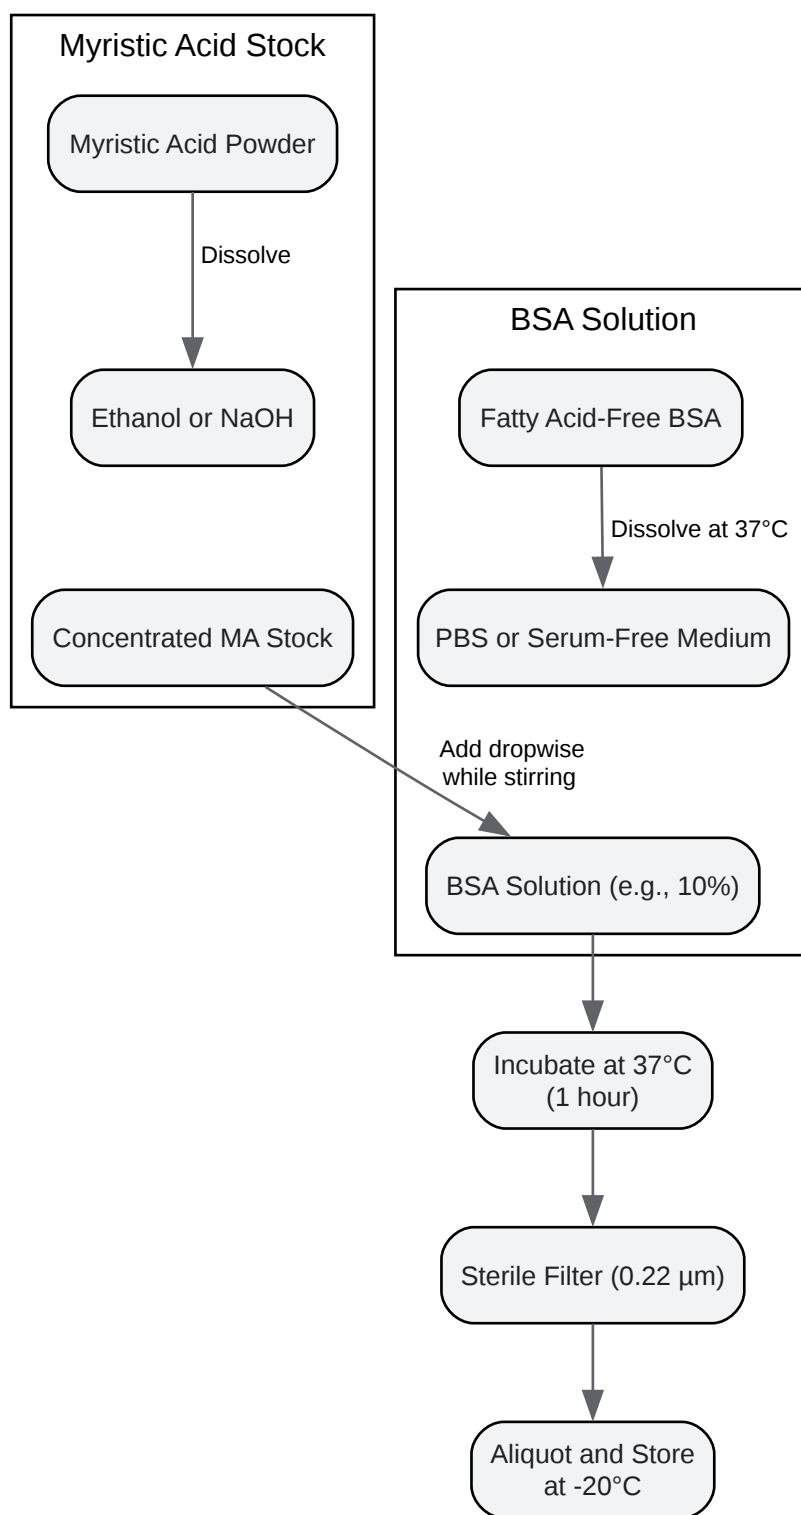 Myristic Acid Stock
Myristic Acid Powder
Dissolve
Ethanol or NaOH
Concentrated MA Stock
BSA Solution
Fatty Acid-Free BSA
Dissolve at 37°C
PBS or Serum-Free Medium
Add dropwise
while stirring
BSA Solution (e.g., 10%)
Incubate at 37°C
(1 hour)
Sterile Filter (0.22 µm)
Aliquot and Store
at -20°C